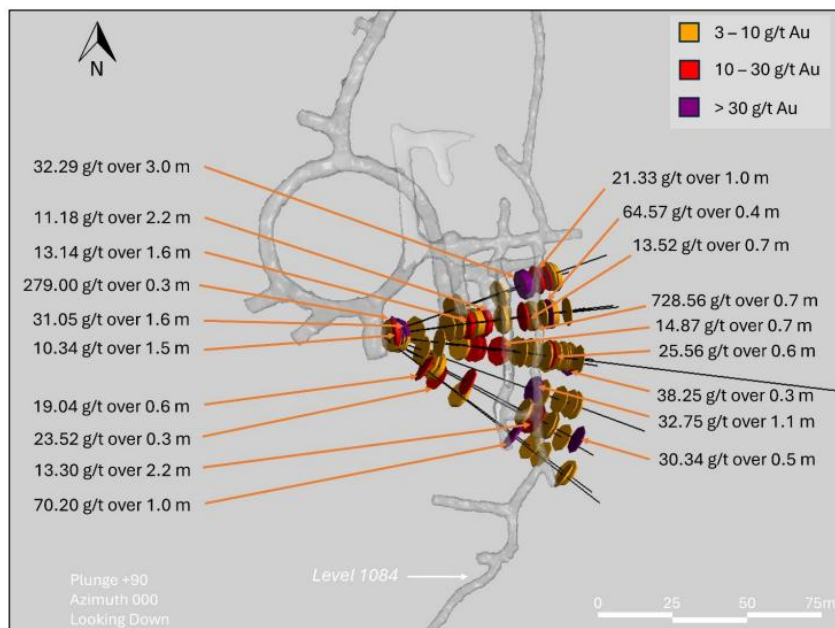 N
3 – 10 g/t Au
10 – 30 g/t Au
> 30 g/t Au
32.29 g/t over 3.0 m
11.18 g/t over 2.2 m
13.14 g/t over 1.6 m
279.00 g/t over 0.3 m
31.05 g/t over 1.6 m
10.34 g/t over 1.5 m
19.04 g/t over 0.6 m
23.52 g/t over 0.3 m
13.30 g/t over 2.2 m
70.20 g/t over 1.0 m
21.33 g/t over 1.0 m
64.57 g/t over 0.4 m
13.52 g/t over 0.7 m
728.56 g/t over 0.7 m
14.87 g/t over 0.7 m
25.56 g/t over 0.6 m
38.25 g/t over 0.3 m
32.75 g/t over 1.1 m
30.34 g/t over 0.5 m
Level 1084
Plunge +90
Azimuth 000
Looking Down
0 25 50 75m